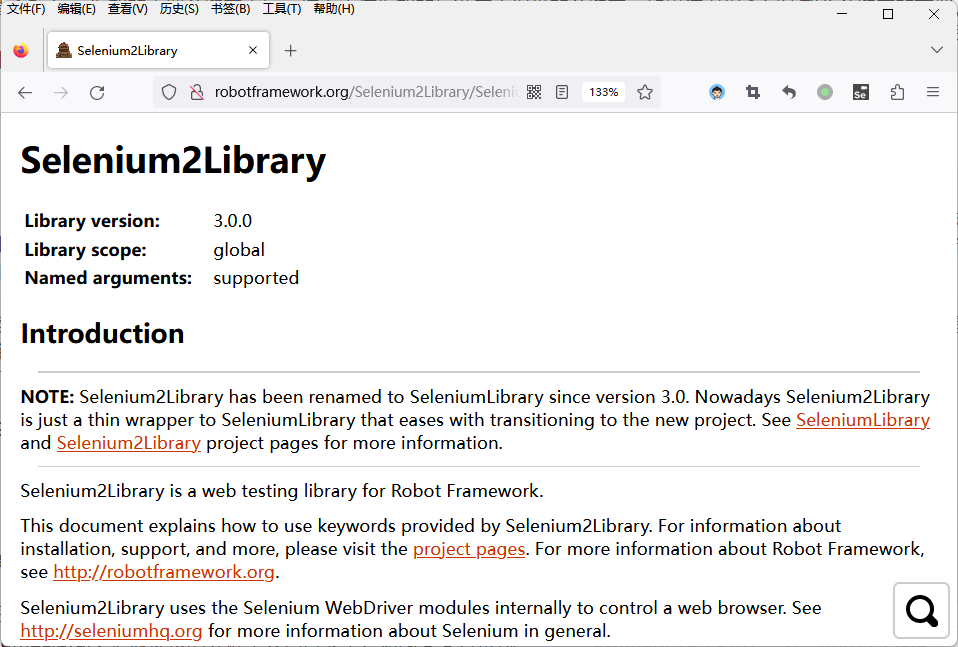 文件(F) 编辑(E) 查看(V) 历史(S) 书签(B) 工具(T) 帮助(H)
Selenium2Library
robotframework.org/Selenium2Library/Seleni 133%
Se
Selenium2Library
Library version: 3.0.0
Library scope: global
Named arguments: supported
Introduction
NOTE: Selenium2Library has been renamed to SeleniumLibrary since version 3.0. Nowadays Selenium2Library
is just a thin wrapper to SeleniumLibrary that eases with transitioning to the new project. See SeleniumLibrary
and Selenium2Library project pages for more information.
Selenium2Library is a web testing library for Robot Framework.
This document explains how to use keywords provided by Selenium2Library. For information about
installation, support, and more, please visit the project pages. For more information about Robot Framework,
see http://robotframework.org.
Selenium2Library uses the Selenium WebDriver modules internally to control a web browser. See
http://seleniumhq.org for more information about Selenium in general.